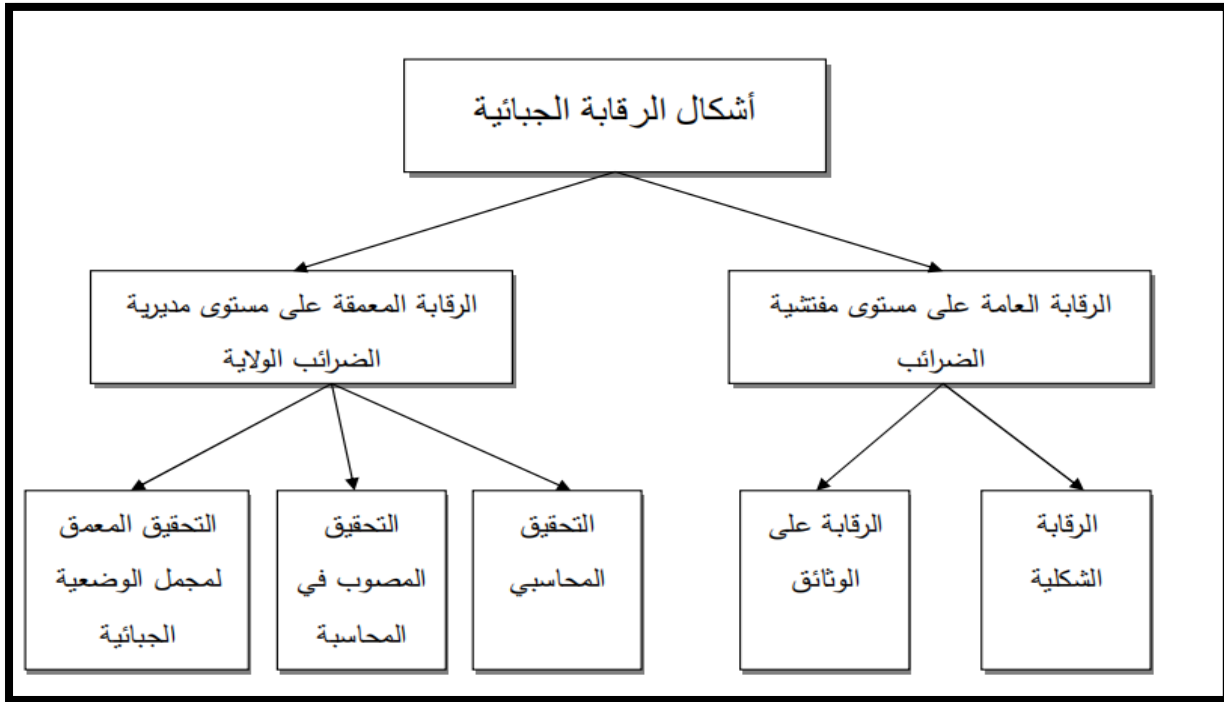 أشكال الرقابة الجبائية
الرقابة العامة على مستوى مفتشية
الضرائب
الرقابة المعمقة على مستوى مديرية
الضرائب الولاية
الرقابة
الشكلية
الرقابة على
الوثائق
التحقيق
المحاسبي
التحقيق
المصوب في
المحاسبة
التحقيق المعمق
لمجمل الوضعية
الجبائية